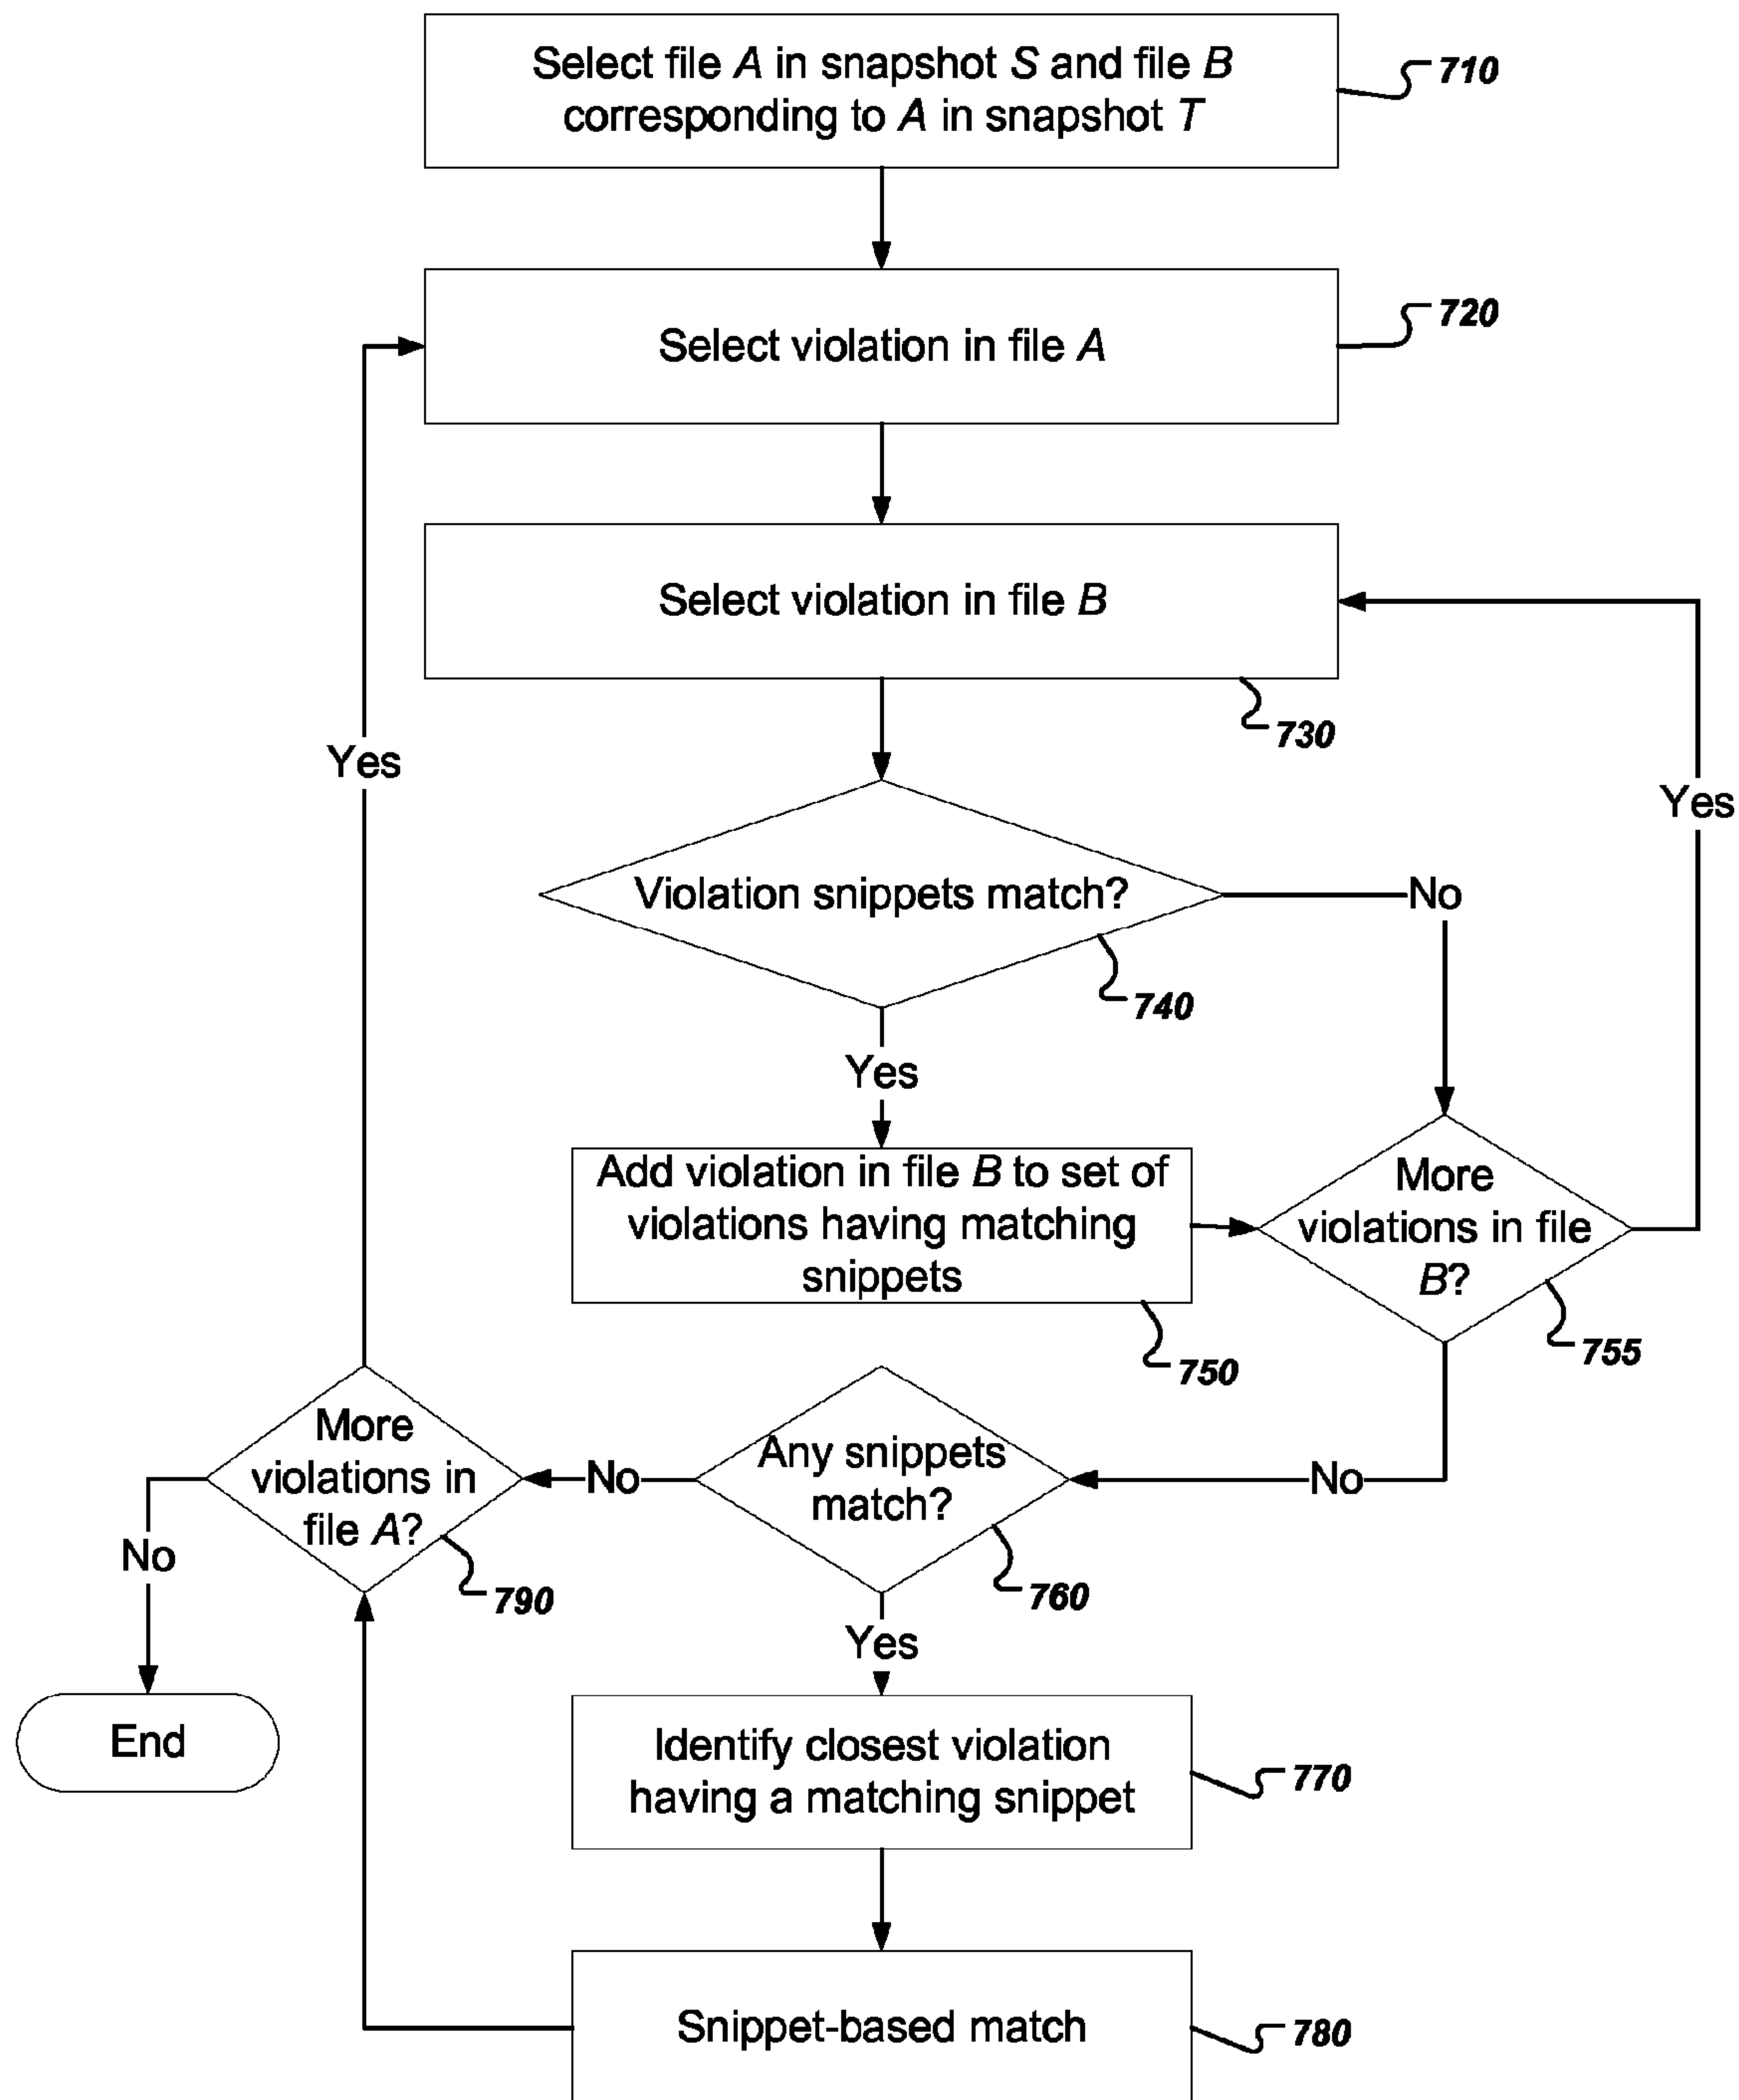 Select file A in snapshot S and file B
corresponding to A in snapshot T
710
Select violation in file A
720
Select violation in file B
730
Yes
Yes
Violation snippets match?
No
740
Yes
Add violation in file B to set of
violations having matching
snippets
750
More
violations in file
B?
755
More
violations in
file A?
790
No
Any snippets
match?
760
No
No
Yes
End
Identify closest violation
having a matching snippet
770
Snippet-based match
780